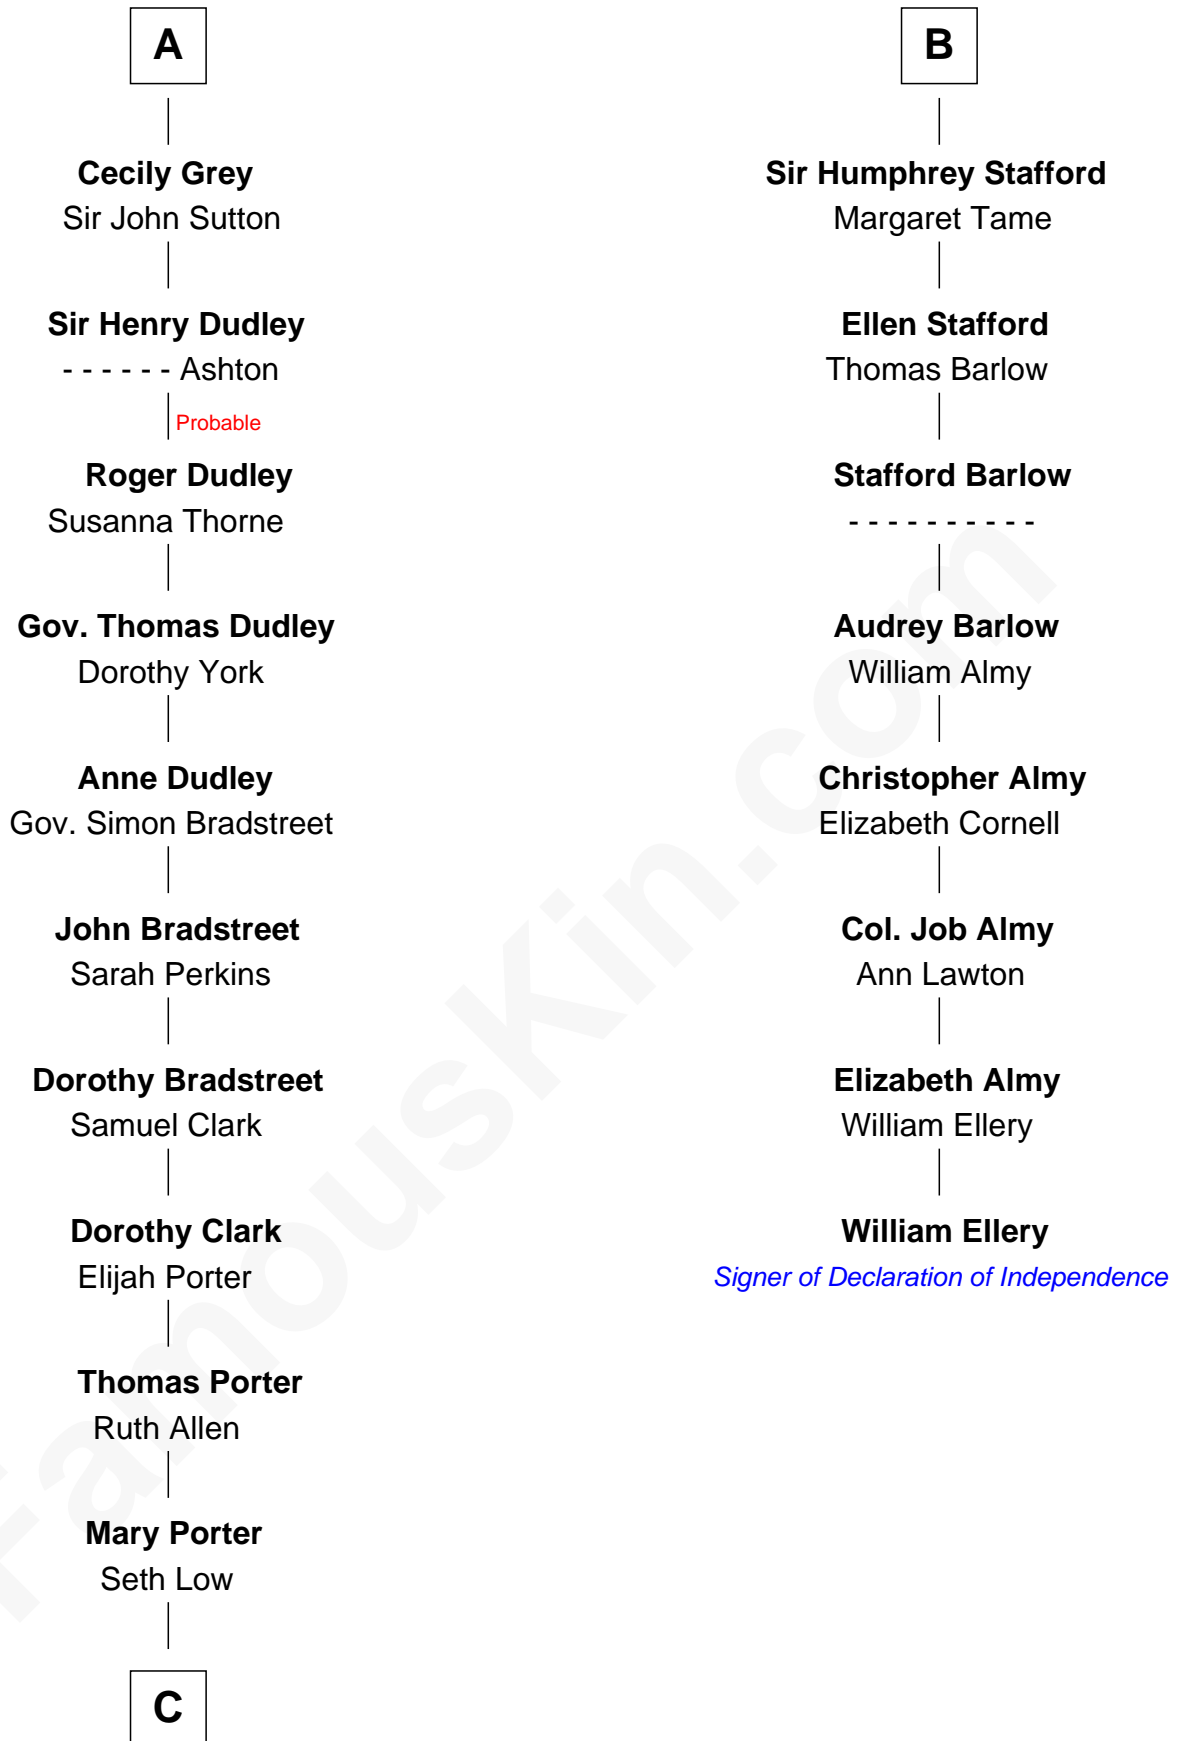 A
Cecily Grey
Sir John Sutton
Sir Henry Dudley
- - - - - - Ashton
Probable
Roger Dudley
Susanna Thorne
Gov. Thomas Dudley
Dorothy York
Anne Dudley
Gov. Simon Bradstreet
John Bradstreet
Sarah Perkins
Dorothy Bradstreet
Samuel Clark
Dorothy Clark
Elijah Porter
Thomas Porter
Ruth Allen
Mary Porter
Seth Low
C
B
Sir Humphrey Stafford
Margaret Tame
Ellen Stafford
Thomas Barlow
Stafford Barlow
- - - - - - - - - -
Audrey Barlow
William Almy
Christopher Almy
Elizabeth Cornell
Col. Job Almy
Ann Lawton
Elizabeth Almy
William Ellery
William Ellery
Signer of Declaration of Independence
FamousKin.com